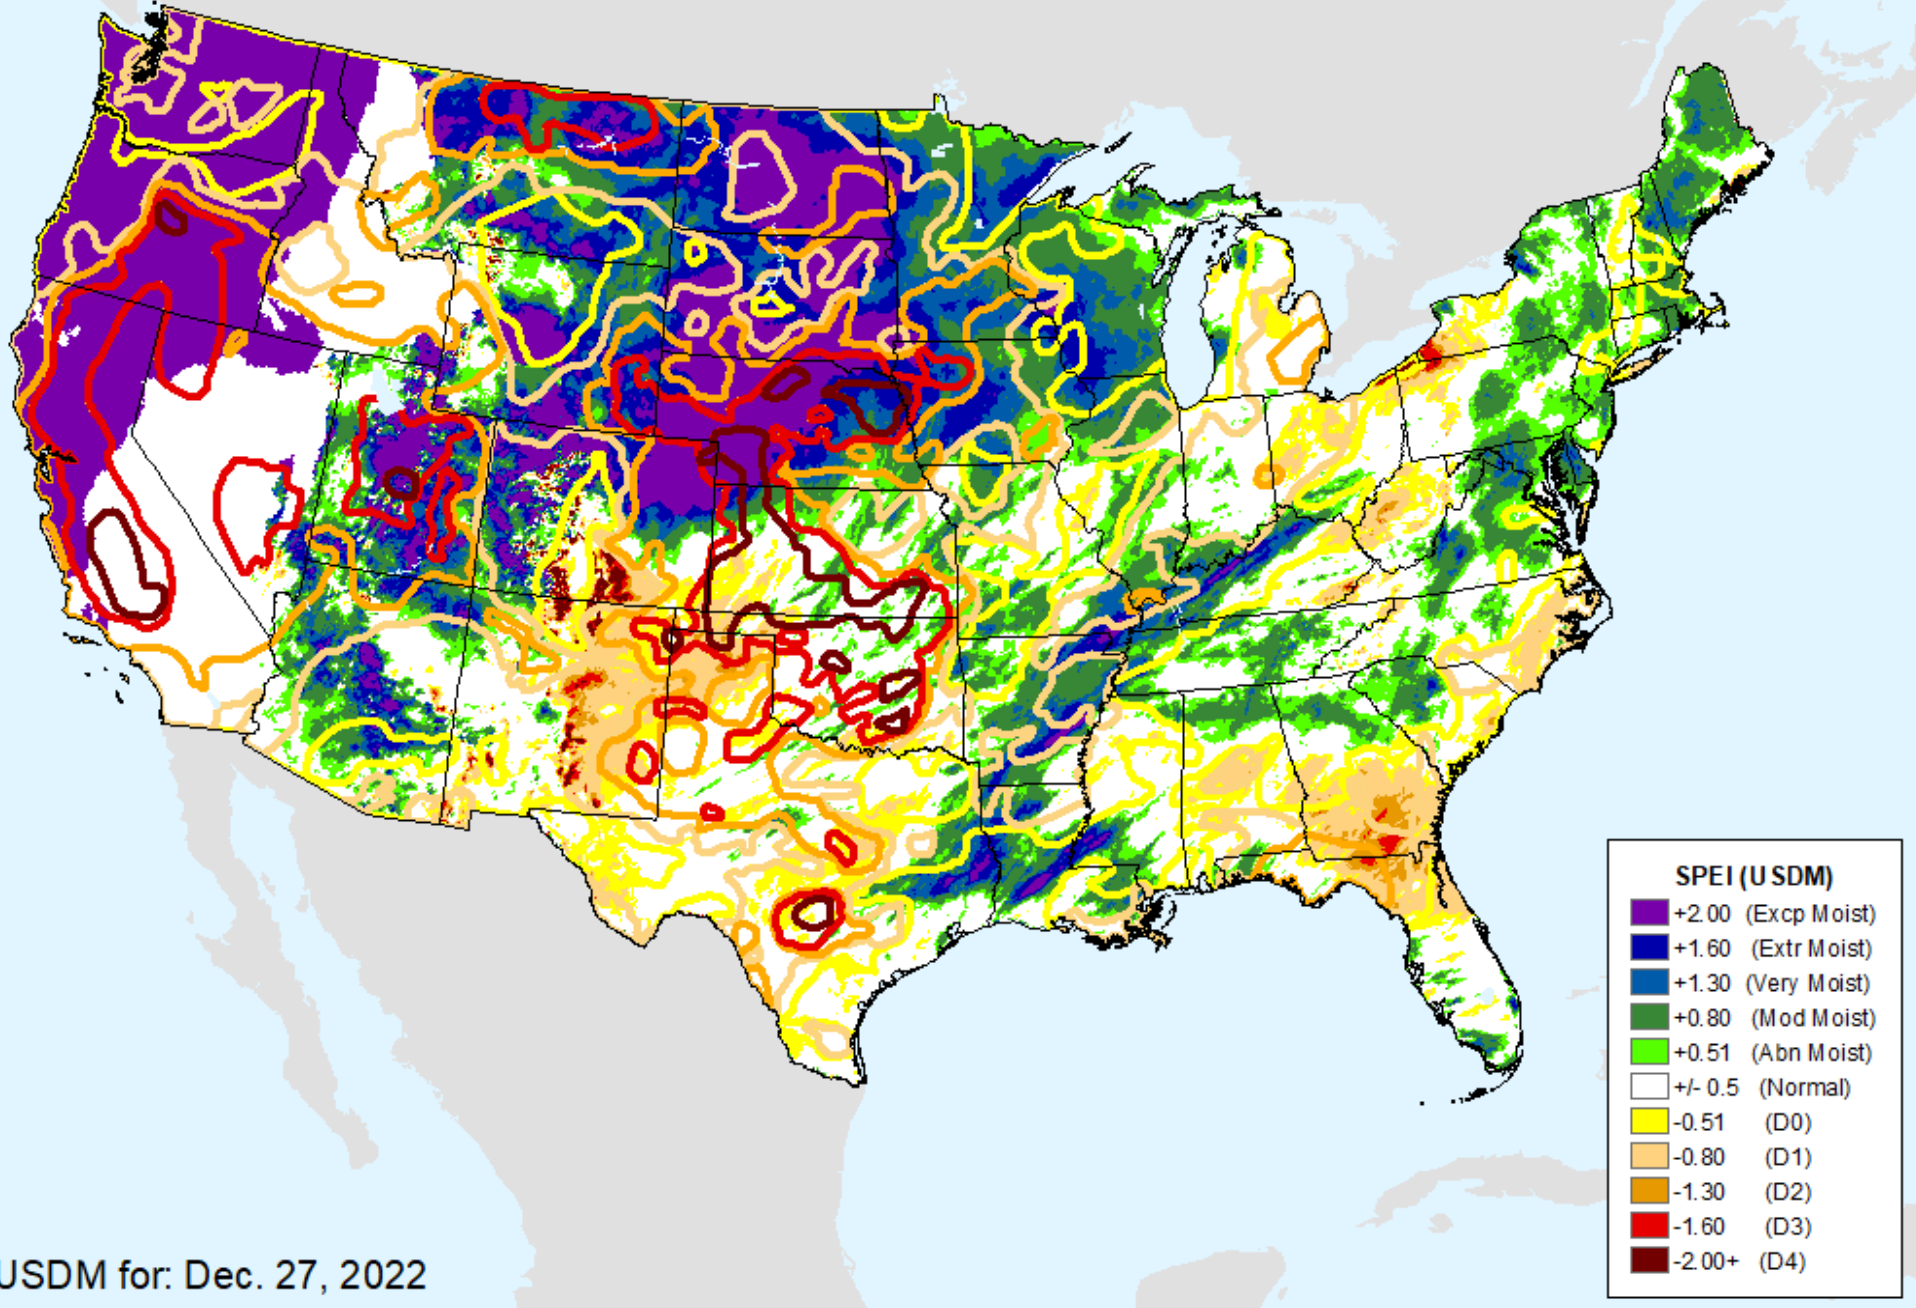 SPEI (USDM)
+2.00 (Excp Moist)
+1.60 (Extr Moist)
+1.30 (Very Moist)
+0.80 (Mod Moist)
+0.51 (Abn Moist)
+/- 0.5 (Normal)
-0.51 (D0)
-0.80 (D1)
-1.30 (D2)
-1.60 (D3)
-2.00+ (D4)
USDM for: Dec. 27, 2022